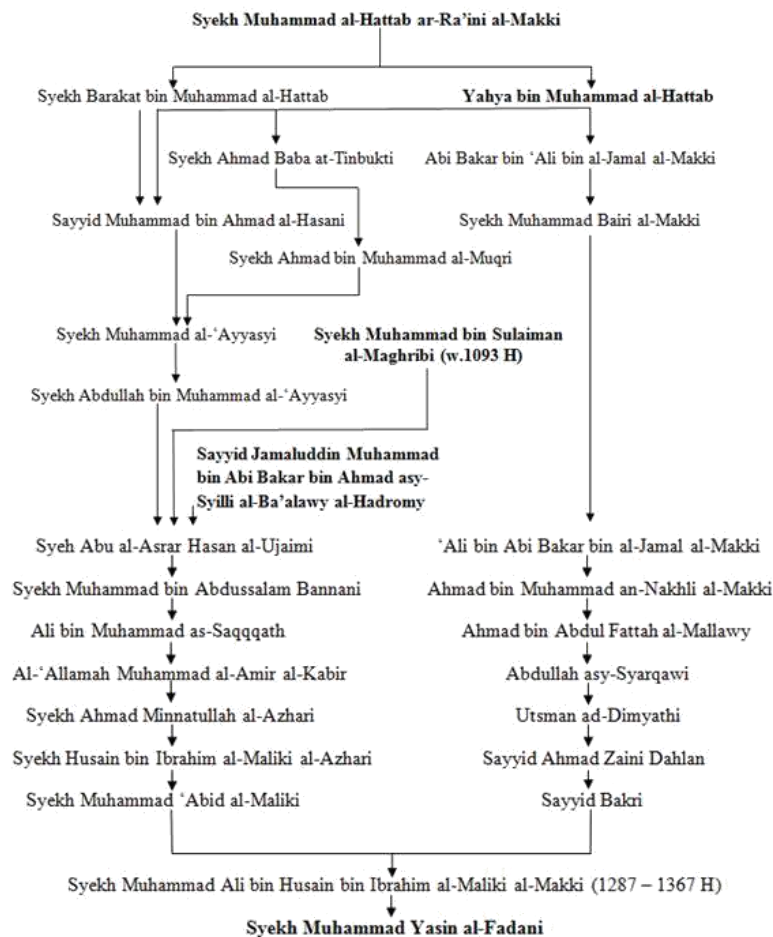 Syekh Muhammad al-Hattab ar-Ra'ini al-Makki
Syekh Barakat bin Muhammad al-Hattab
Yahya bin Muhammad al-Hattab
Syekh Ahmad Baba at-Tinbukti
Abi Bakar bin 'Ali bin al-Jamal al-Makki
Sayyid Muhammad bin Ahmad al-Hasani
Syekh Muhammad Bairi al-Makki
Syekh Ahmad bin Muhammad al-Muqri
Syekh Muhammad al-'Ayyasyi
Syekh Muhammad bin Sulaiman
al-Maghribi (w.1093 H)
Syekh Abdullah bin Muhammad al-'Ayyasyi
Sayyid Jamaluddin Muhammad
bin Abi Bakar bin Ahmad asy-
Syilli al-Ba'alawy al-Hadromy
Syeh Abu al-Asrar Hasan al-Ujaimi
'Ali bin Abi Bakar bin al-Jamal al-Makki
Syekh Muhammad bin Abdussalam Bannani
Ahmad bin Muhammad an-Nakhli al-Makki
Ali bin Muhammad as-Saqqqath
Ahmad bin Abdul Fattah al-Mallawy
Al-'Allamah Muhammad al-Amir al-Kabir
Abdullah asy-Syarqawi
Syekh Ahmad Minnatullah al-Azhari
Utsman ad-Dimyathi
Syekh Husain bin Ibrahim al-Maliki al-Azhari
Sayyid Ahmad Zaini Dahlan
Syekh Muhammad 'Abid al-Maliki
Sayyid Bakri
Syekh Muhammad Ali bin Husain bin Ibrahim al-Maliki al-Makki (1287 – 1367 H)
Syekh Muhammad Yasin al-Fadani